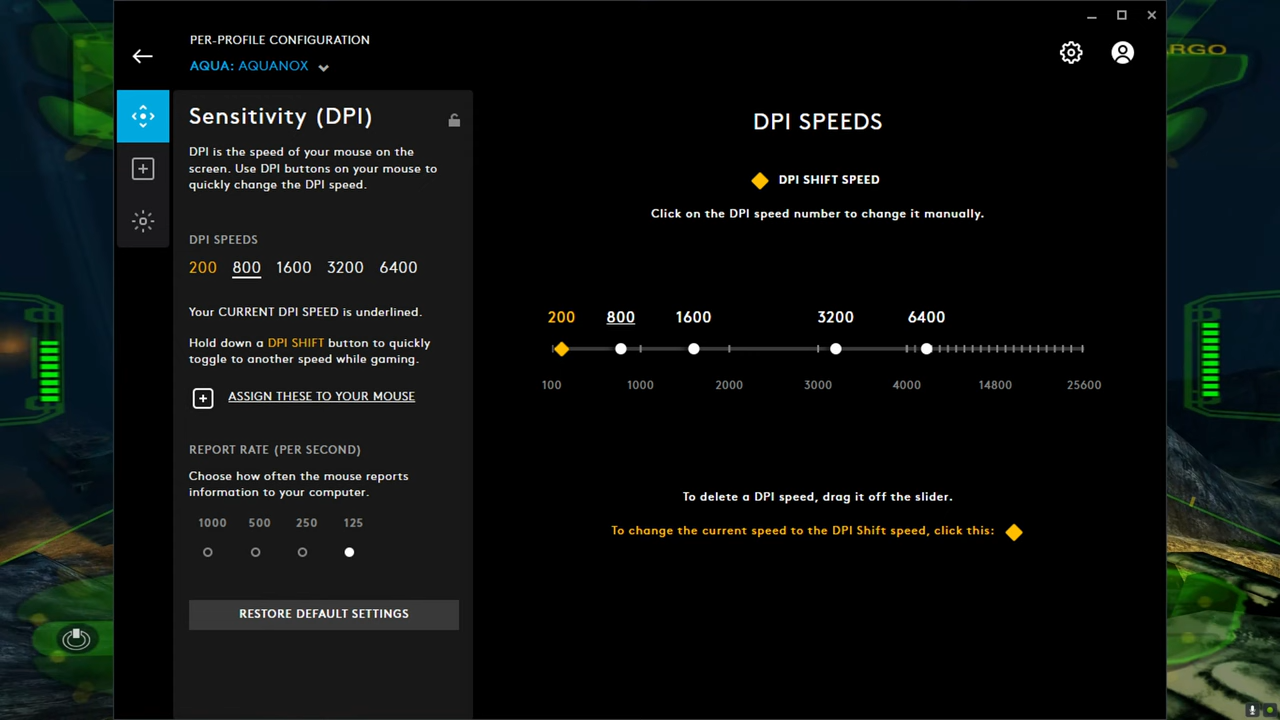 PER-PROFILE CONFIGURATION
AQUA: AQUANOX
Sensitivity (DPI)
DPI is the speed of your mouse on the
screen. Use DPI buttons on your mouse to
quickly change the DPI speed.
DPI SPEEDS
200 800 1600 3200 6400
Your CURRENT DPI SPEED is underlined.
Hold down a DPI SHIFT button to quickly
toggle to another speed while gaming.
ASSIGN THESE TO YOUR MOUSE
REPORT RATE (PER SECOND)
Choose how often the mouse reports
information to your computer.
1000 500 250 125
RESTORE DEFAULT SETTINGS
DPI SPEEDS
DPI SHIFT SPEED
Click on the DPI speed number to change it manually.
200 800 1600 3200 6400
100 1000 2000 3000 4000 14800 25600
To delete a DPI speed, drag it off the slider.
To change the current speed to the DPI Shift speed, click this: